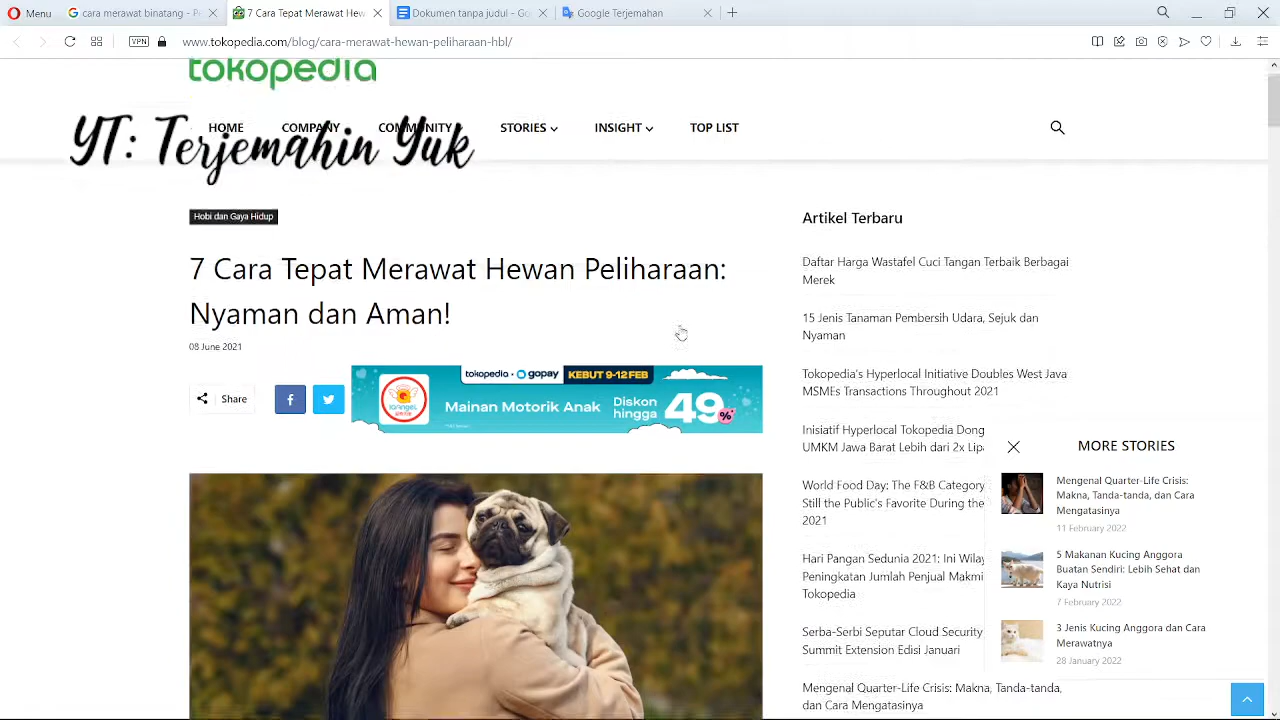 Menu
cara merawat binatang - P
7 Cara Tepat Merawat Hew
Dokumen tanpa judul - Go
Google Terjemahan
VPN
www.tokopedia.com/blog/cara-merawat-hewan-peliharaan-hbl/
tokopedia
HOME
COMPANY
COMMUNITY
STORIES
INSIGHT
TOP LIST
YT: Terjemahin Yuk
Hobi dan Gaya Hidup
7 Cara Tepat Merawat Hewan Peliharaan:
Nyaman dan Aman!
08 June 2021
Share
tokopedia
gopay
KEBUT 9-12 FEB
Mainan Motorik Anak
Diskon
hingga
49%
Artikel Terbaru
Daftar Harga Wastafel Cuci Tangan Terbaik Berbagai
Merek
15 Jenis Tanaman Pembersih Udara, Sejuk dan
Nyaman
Tokopedia's Hyperlocal Initiative Doubles West Java
MSMEs Transactions Throughout 2021
Inisiatif Hyperlocal Tokopedia Dong
UMKM Jawa Barat Lebih dari 2x Lip
World Food Day: The F&B Category
Still the Public's Favorite During the
2021
Hari Pangan Sedunia 2021: Ini Wilay
Peningkatan Jumlah Penjual Makmi
Tokopedia
Serba-Serbi Seputar Cloud Security
Summit Extension Edisi Januari
Mengenal Quarter-Life Crisis: Makna, Tanda-tanda,
dan Cara Mengatasinya
MORE STORIES
Mengenal Quarter-Life Crisis:
Makna, Tanda-tanda, dan Cara
Mengatasinya
11 February 2022
5 Makanan Kucing Anggora
Buatan Sendiri: Lebih Sehat dan
Kaya Nutrisi
7 February 2022
3 Jenis Kucing Anggora dan Cara
Merawatnya
28 January 2022